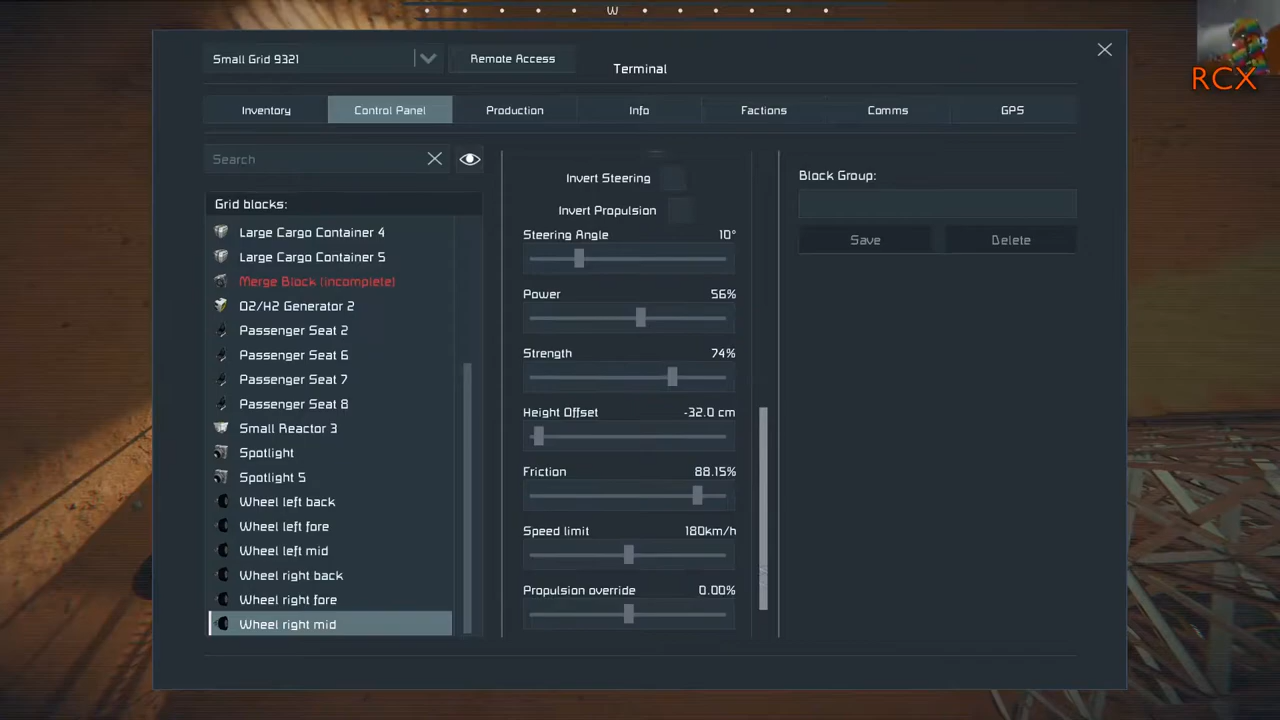 W
RCX
Small Grid 9321
Remote Access
Terminal
Inventory
Control Panel
Production
Info
Factions
Comms
GPS
Search
Grid blocks:
Large Cargo Container 4
Large Cargo Container 5
Merge Block (incomplete)
O2/H2 Generator 2
Passenger Seat 2
Passenger Seat 6
Passenger Seat 7
Passenger Seat 8
Small Reactor 3
Spotlight
Spotlight 5
Wheel left back
Wheel left fore
Wheel left mid
Wheel right back
Wheel right fore
Wheel right mid
Invert Steering
Invert Propulsion
Steering Angle 10°
Power 56%
Strength 74%
Height Offset -32.0 cm
Friction 88.15%
Speed limit 180km/h
Propulsion override 0.00%
Block Group:
Save
Delete